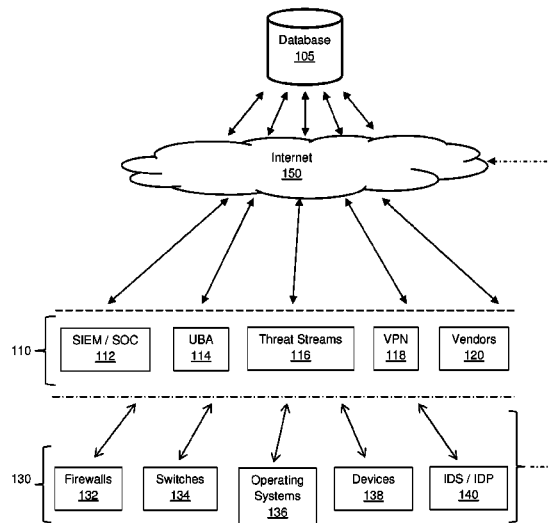 Database
105
Internet
150
110
SIEM / SOC
112
UBA
114
Threat Streams
116
VPN
118
Vendors
120
130
Firewalls
132
Switches
134
Operating
Systems
136
Devices
138
IDS / IDP
140